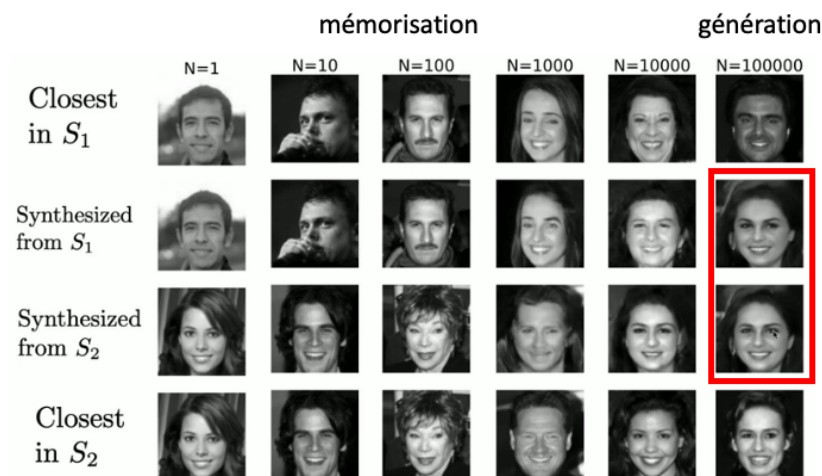 mémorisation génération
N=1 N=10 N=100 N=1000 N=10000 N=100000
Closest
in S₁
Synthesized
from S₁
Synthesized
from S₂
Closest
in S₂